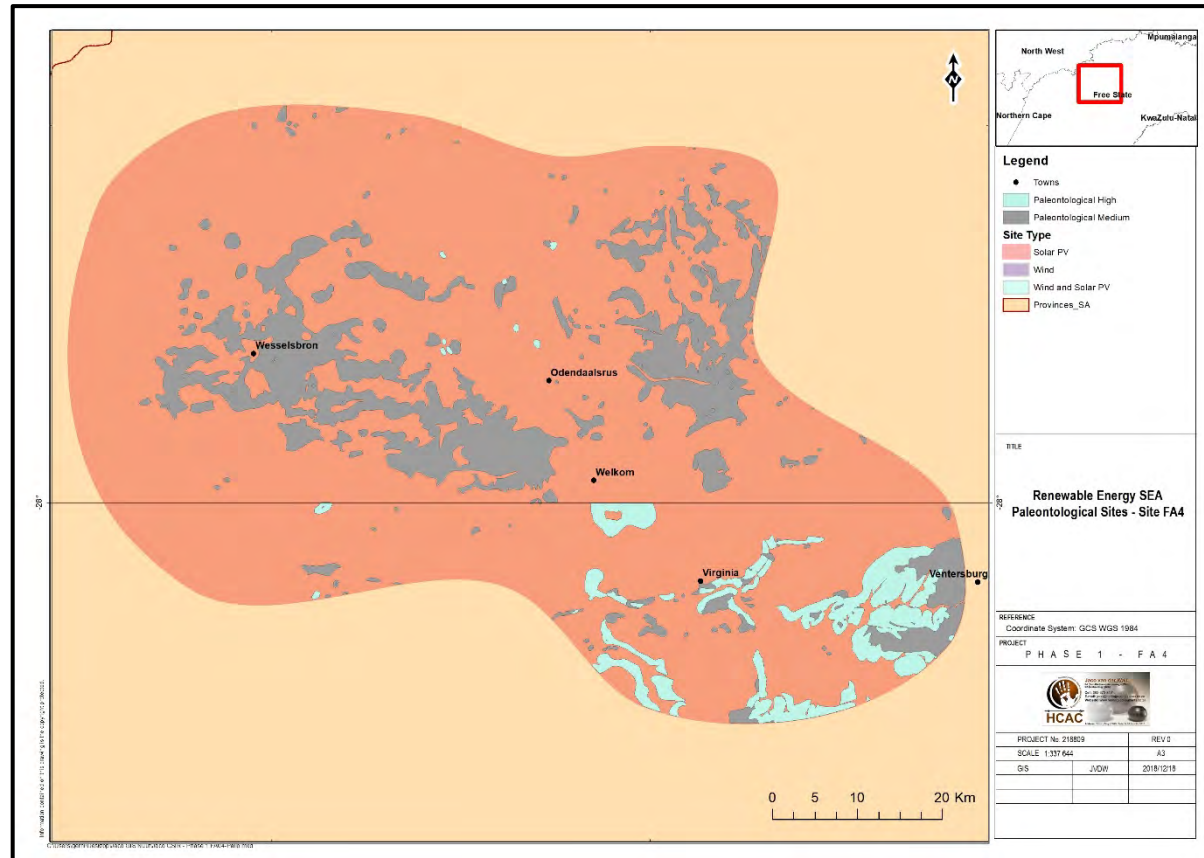 North West
Mpumalanga
Free State
Northern Cape
KwaZulu-Natal
N
Legend
Towns
Paleontological High
Paleontological Medium
Site Type
Solar PV
Wind
Wind and Solar PV
Provinces_SA
Wesselsbron
Odendaalsrus
Welkom
-28°
-28°
Virginia
Ventersburg
0 5 10 20 Km
TITLE
Renewable Energy SEA
Paleontological Sites - Site FA4
REFERENCE
Coordinate System: GCS WGS 1984
PROJECT
PHASE 1 - FA4
HCAC
PROJECT No. 218809 REV 0
SCALE 1:337 644 A3
GIS JVDW 2018/12/18